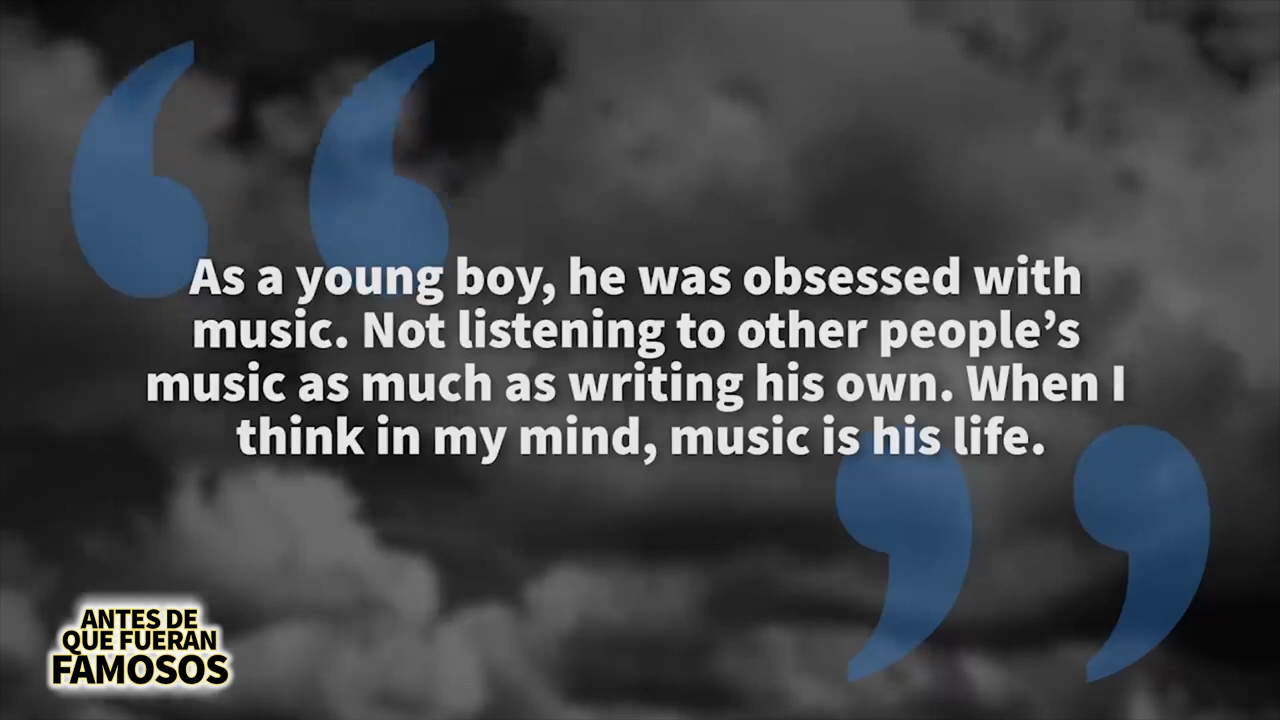 As a young boy, he was obsessed with
music. Not listening to other people’s
music as much as writing his own. When I
think in my mind, music is his life.
ANTES DE
QUE FUERAN
FAMOSOS